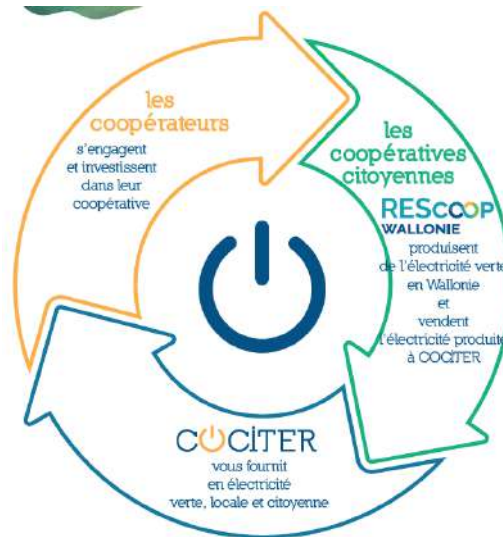 les
coopérateurs
s'engagent
et investissent
dans leur
coopérative
les
coopératives
citoyennes
REScOOP
WALLONIE
produisent
de l'électricité verte
en Wallonie
et
vendent
l'électricité produite
à COCiTER
COCiTER
vous fournit
en électricité
verte, locale et citoyenne